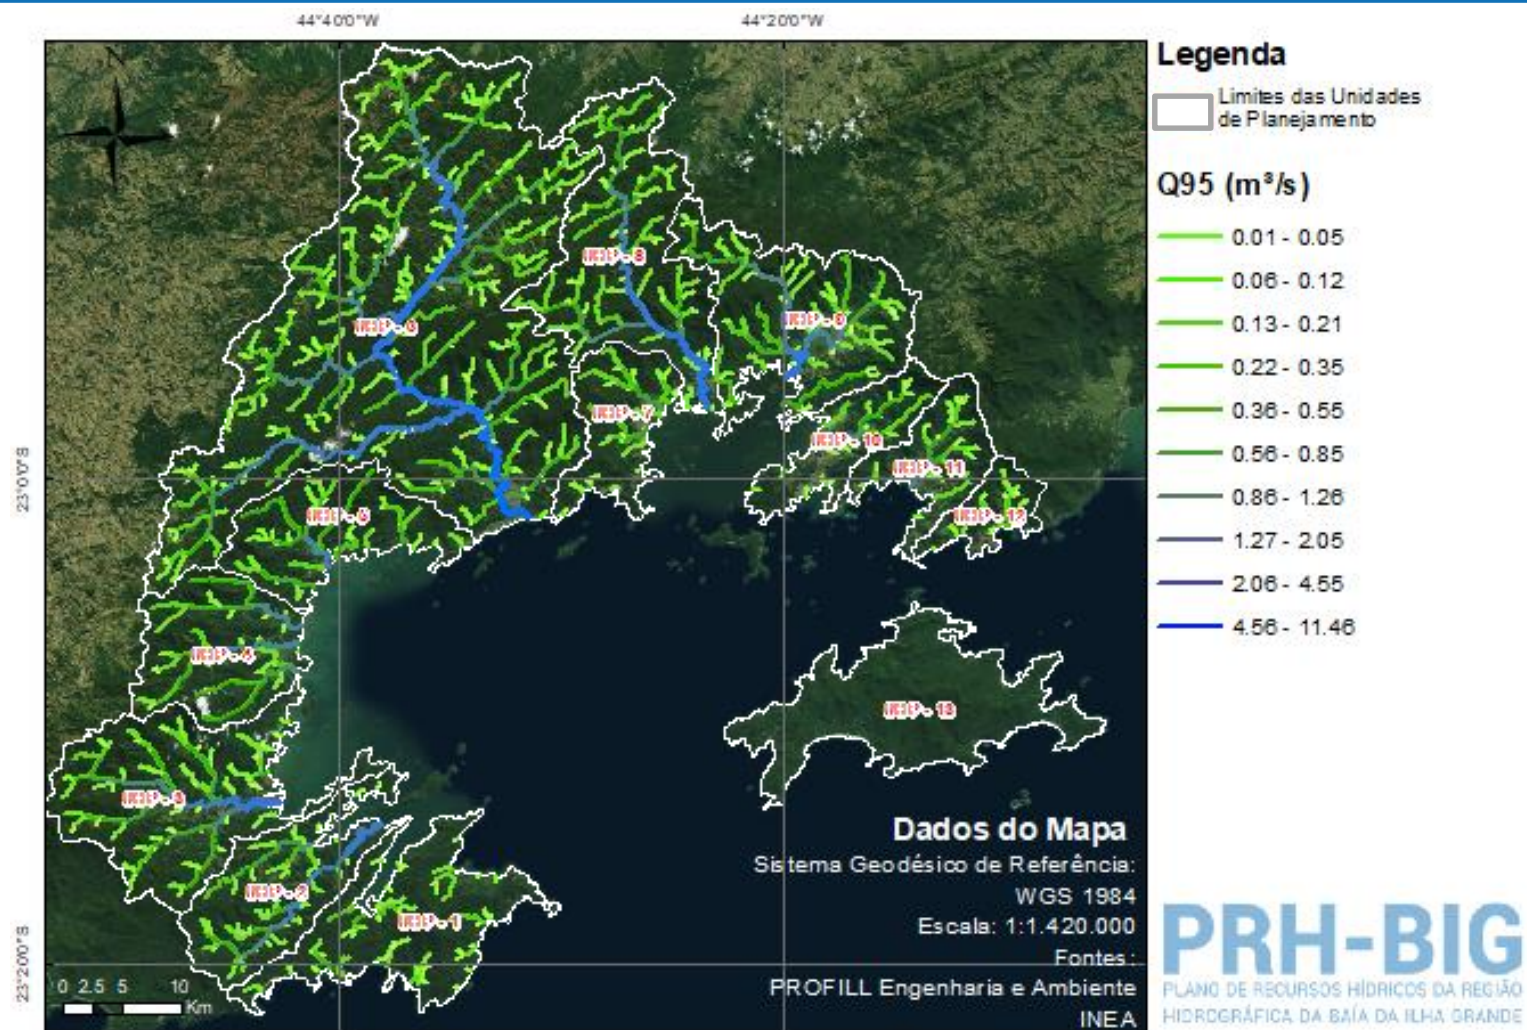 44°40'0"W
44°20'0"W
Legenda
Limites das Unidades
de Planejamento
Q95 (m³/s)
0.01 - 0.05
0.06 - 0.12
0.13 - 0.21
0.22 - 0.35
0.36 - 0.55
0.56 - 0.85
0.86 - 1.26
1.27 - 2.05
2.06 - 4.55
4.56 - 11.46
23°0'0"S
23°20'0"S
0 2.5 5 10
Km
Dados do Mapa
Sistema Geodésico de Referência:
WGS 1984
Escala: 1:1.420.000
Fontes:
PROFILL Engenharia e Ambiente
INEA
PRH-BIG
PLANO DE RECURSOS HÍDRICOS DA REGIÃO
HIDROGRÁFICA DA BAÍA DA ILHA GRANDE